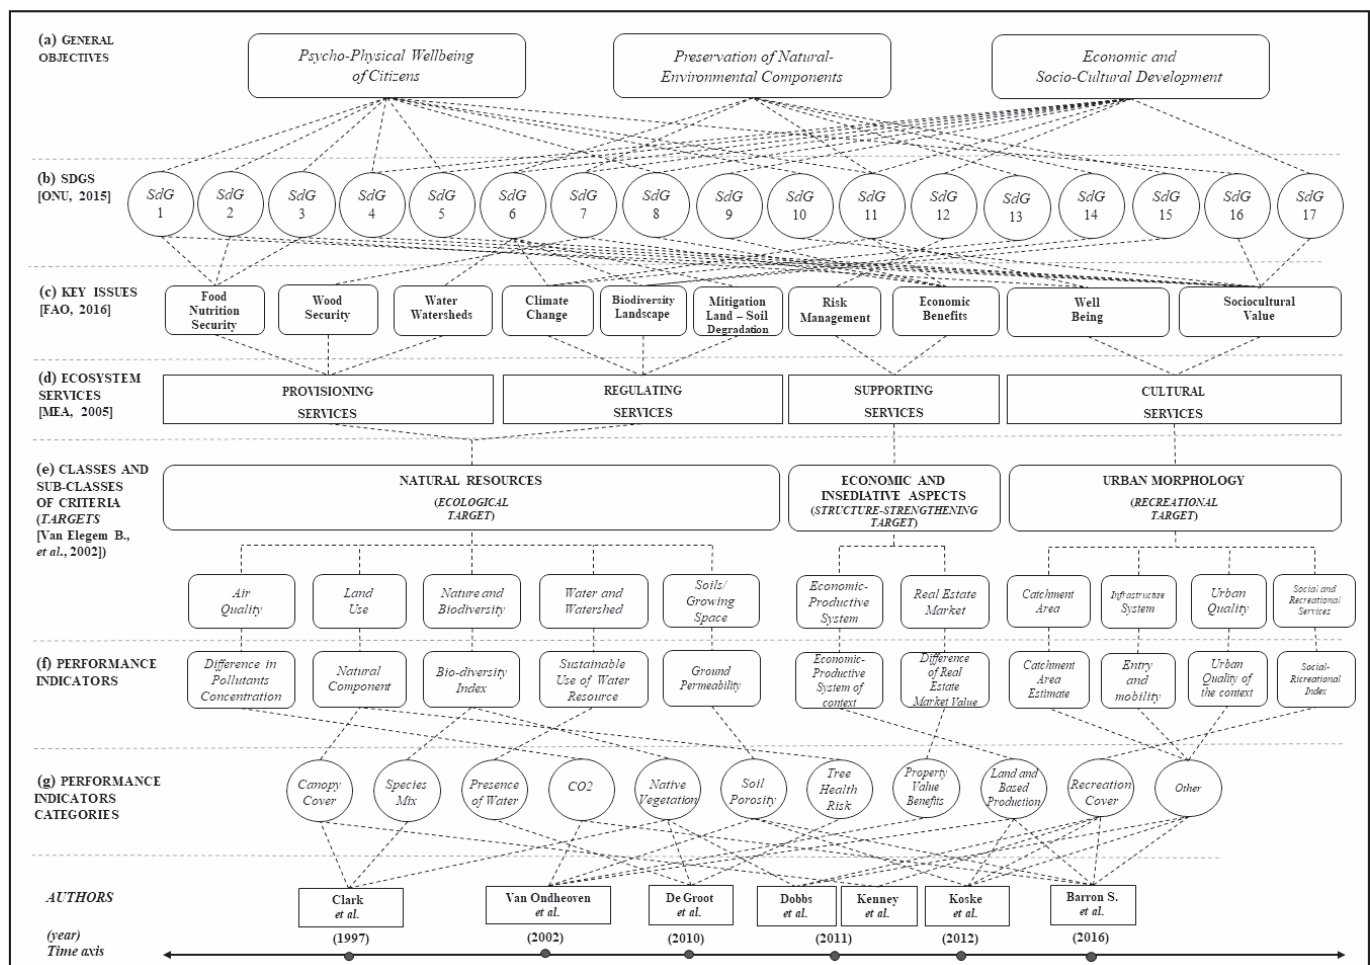 (a) GENERAL
OBJECTIVES
Psycho-Physical Wellbeing
of Citizens
Preservation of Natural-
Environmental Components
Economic and
Socio-Cultural Development
(b) SDGS
[ONU, 2015]
SdG
1
SdG
2
SdG
3
SdG
4
SdG
5
SdG
6
SdG
7
SdG
8
SdG
9
SdG
10
SdG
11
SdG
12
SdG
13
SdG
14
SdG
15
SdG
16
SdG
17
(c) KEY ISSUES
[FAO, 2016]
Food
Nutrition
Security
Wood
Security
Water
Watersheds
Climate
Change
Biodiversity
Landscape
Mitigation
Land – Soil
Degradation
Risk
Management
Economic
Benefits
Well
Being
Sociocultural
Value
(d) ECOSYSTEM
SERVICES
[MEA, 2005]
PROVISIONING
SERVICES
REGULATING
SERVICES
SUPPORTING
SERVICES
CULTURAL
SERVICES
(e) CLASSES AND
SUB-CLASSES
OF CRITERIA
(TARGETS
[Van Elegem B.,
et al., 2002])
NATURAL RESOURCES
(ECOLOGICAL
TARGET)
ECONOMIC AND
INSEDIATIVE ASPECTS
(STRUCTURE-STRENGTHENING
TARGET)
URBAN MORPHOLOGY
(RECREATIONAL
TARGET)
Air
Quality
Land
Use
Nature and
Biodiversity
Water and
Watershed
Soils/
Growing
Space
Economic-
Productive
System
Real Estate
Market
Catchment
Area
Infrastructure
System
Urban
Quality
Social and
Recreational
Services
(f) PERFORMANCE
INDICATORS
Difference in
Pollutants
Concentration
Natural
Component
Bio-diversity
Index
Sustainable
Use of Water
Resource
Ground
Permeability
Economic-
Productive
System of
context
Difference
of Real
Estate
Market Value
Catchment
Area
Estimate
Entry
and
mobility
Urban
Quality of
the context
Social-
Ricreational
Index
(g) PERFORMANCE
INDICATORS
CATEGORIES
Canopy
Cover
Species
Mix
Presence
of Water
CO2
Native
Vegetation
Soil
Porosity
Tree
Health
Risk
Property
Value
Benefits
Land and
Based
Production
Recreation
Cover
Other
AUTHORS
Clark
et al.
Van Ondheoven
et al.
De Groot
et al.
Dobbs
et al.
Kenney
et al.
Koske
et al.
Barron S.
et al.
(year)
Time axis
(1997)
(2002)
(2010)
(2011)
(2012)
(2016)